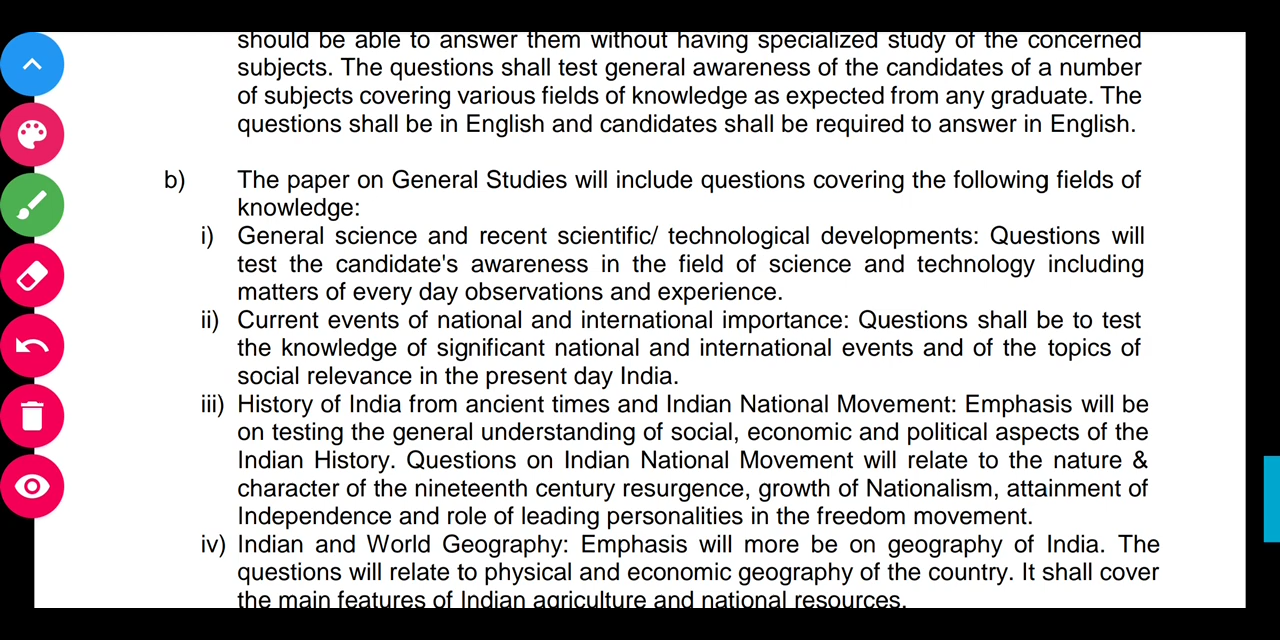 should be able to answer them without having specialized study of the concerned
subjects. The questions shall test general awareness of the candidates of a number
of subjects covering various fields of knowledge as expected from any graduate. The
questions shall be in English and candidates shall be required to answer in English.
b) The paper on General Studies will include questions covering the following fields of
knowledge:
i) General science and recent scientific/ technological developments: Questions will
test the candidate's awareness in the field of science and technology including
matters of every day observations and experience.
ii) Current events of national and international importance: Questions shall be to test
the knowledge of significant national and international events and of the topics of
social relevance in the present day India.
iii) History of India from ancient times and Indian National Movement: Emphasis will be
on testing the general understanding of social, economic and political aspects of the
Indian History. Questions on Indian National Movement will relate to the nature &
character of the nineteenth century resurgence, growth of Nationalism, attainment of
Independence and role of leading personalities in the freedom movement.
iv) Indian and World Geography: Emphasis will more be on geography of India. The
questions will relate to physical and economic geography of the country. It shall cover
the main features of Indian agriculture and national resources.